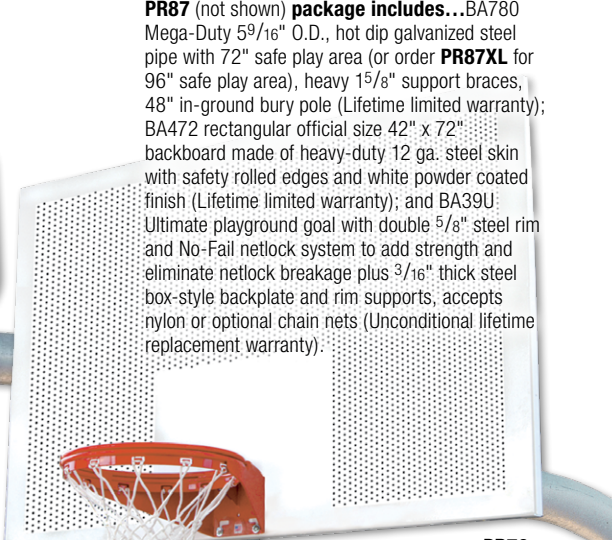 PR87 (not shown) package includes...BA780
Mega-Duty 5 9/16" O.D., hot dip galvanized steel
pipe with 72" safe play area (or order PR87XL for
96" safe play area), heavy 1 5/8" support braces,
48" in-ground bury pole (Lifetime limited warranty);
BA472 rectangular official size 42" x 72"
backboard made of heavy-duty 12 ga. steel skin
with safety rolled edges and white powder coated
finish (Lifetime limited warranty); and BA39U
Ultimate playground goal with double 5/8" steel rim
and No-Fail netlock system to add strength and
eliminate netlock breakage plus 3/16" thick steel
box-style backplate and rim supports, accepts
nylon or optional chain nets (Unconditional lifetime
replacement warranty).